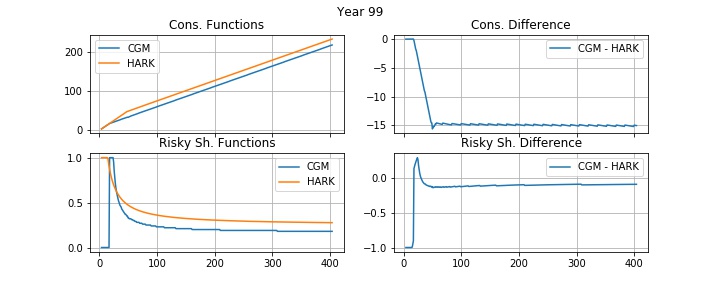 Year 99
Cons. Functions
Cons. Difference
200
100
0
CGM
HARK
0
−5
−10
−15
CGM - HARK
Risky Sh. Functions
Risky Sh. Difference
1.0
0.5
0.0
CGM
HARK
0 100 200 300 400
0.0
−0.5
−1.0
CGM - HARK
0 100 200 300 400